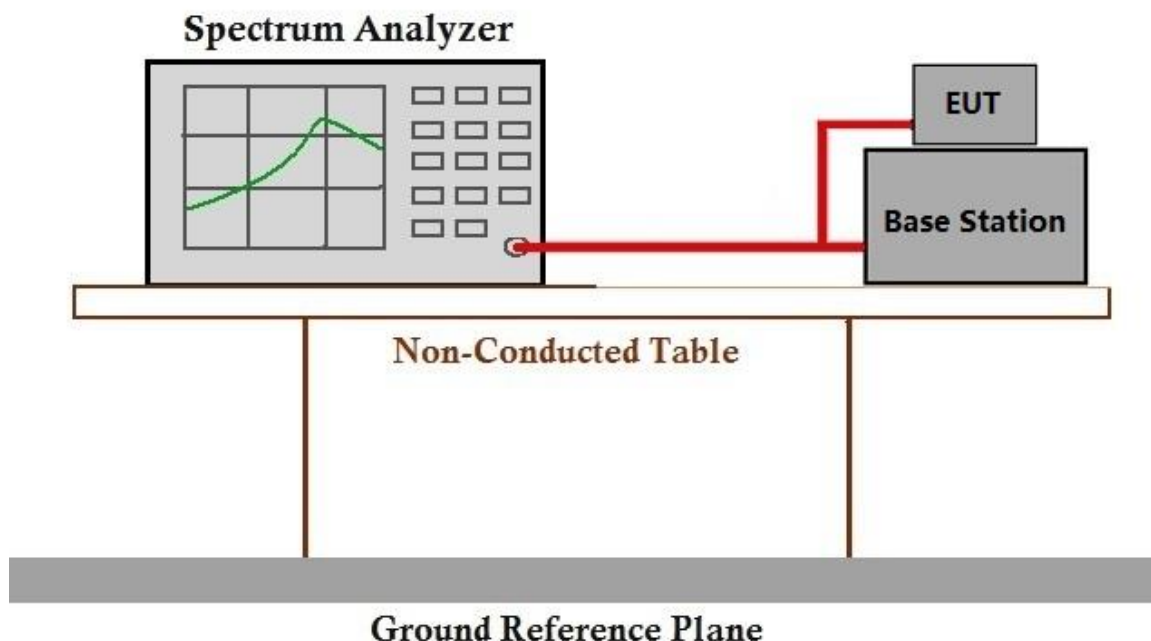 Spectrum Analyzer
EUT
Base Station
Non-Conducted Table
Ground Reference Plane